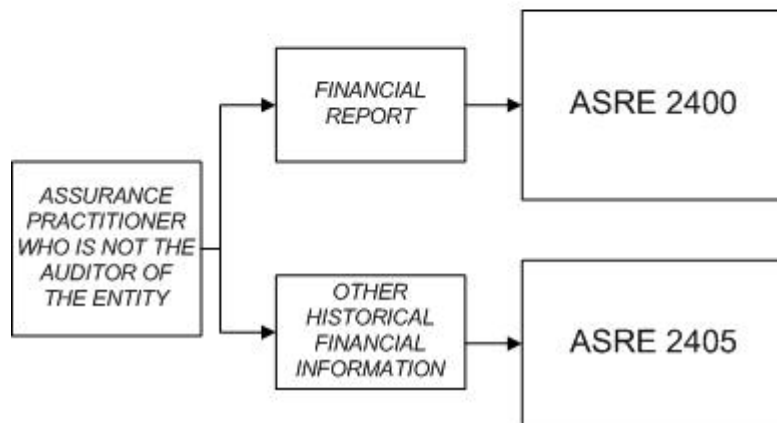 ASSURANCE
PRACTITIONER
WHO IS NOT THE
AUDITOR OF
THE ENTITY
FINANCIAL
REPORT
ASRE 2400
OTHER
HISTORICAL
FINANCIAL
INFORMATION
ASRE 2405